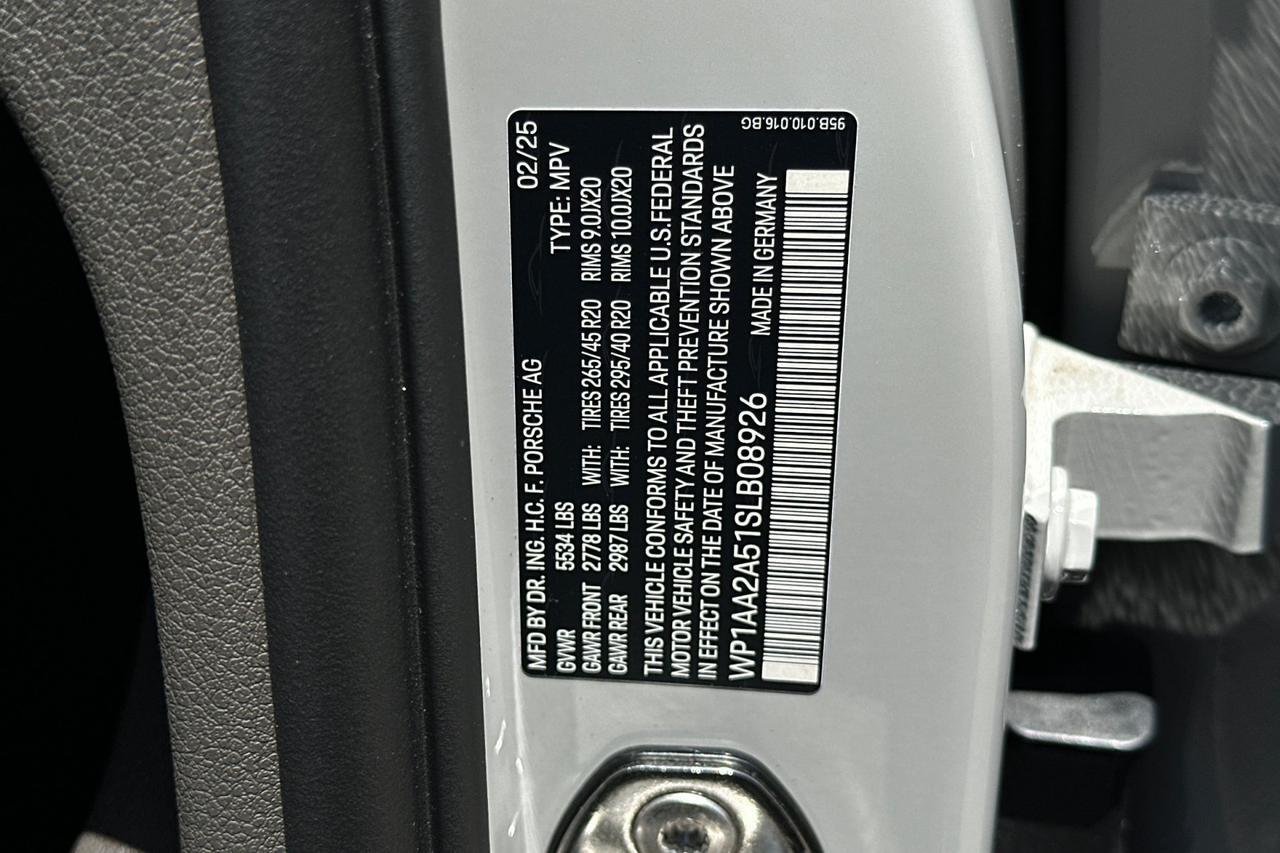 MFD BY DR. ING. H.C. F. PORSCHE AG 02/25
GVWR 5534 LBS TYPE: MPV
GAWR FRONT 2778 LBS WITH: TIRES 265/45 R20 RIMS 9.0JX20
GAWR REAR 2987 LBS WITH: TIRES 295/40 R20 RIMS 10.0JX20
THIS VEHICLE CONFORMS TO ALL APPLICABLE U.S. FEDERAL
MOTOR VEHICLE SAFETY AND THEFT PREVENTION STANDARDS
IN EFFECT ON THE DATE OF MANUFACTURE SHOWN ABOVE
WP1AA2A51SLB08926 MADE IN GERMANY
95B.010.016.BG